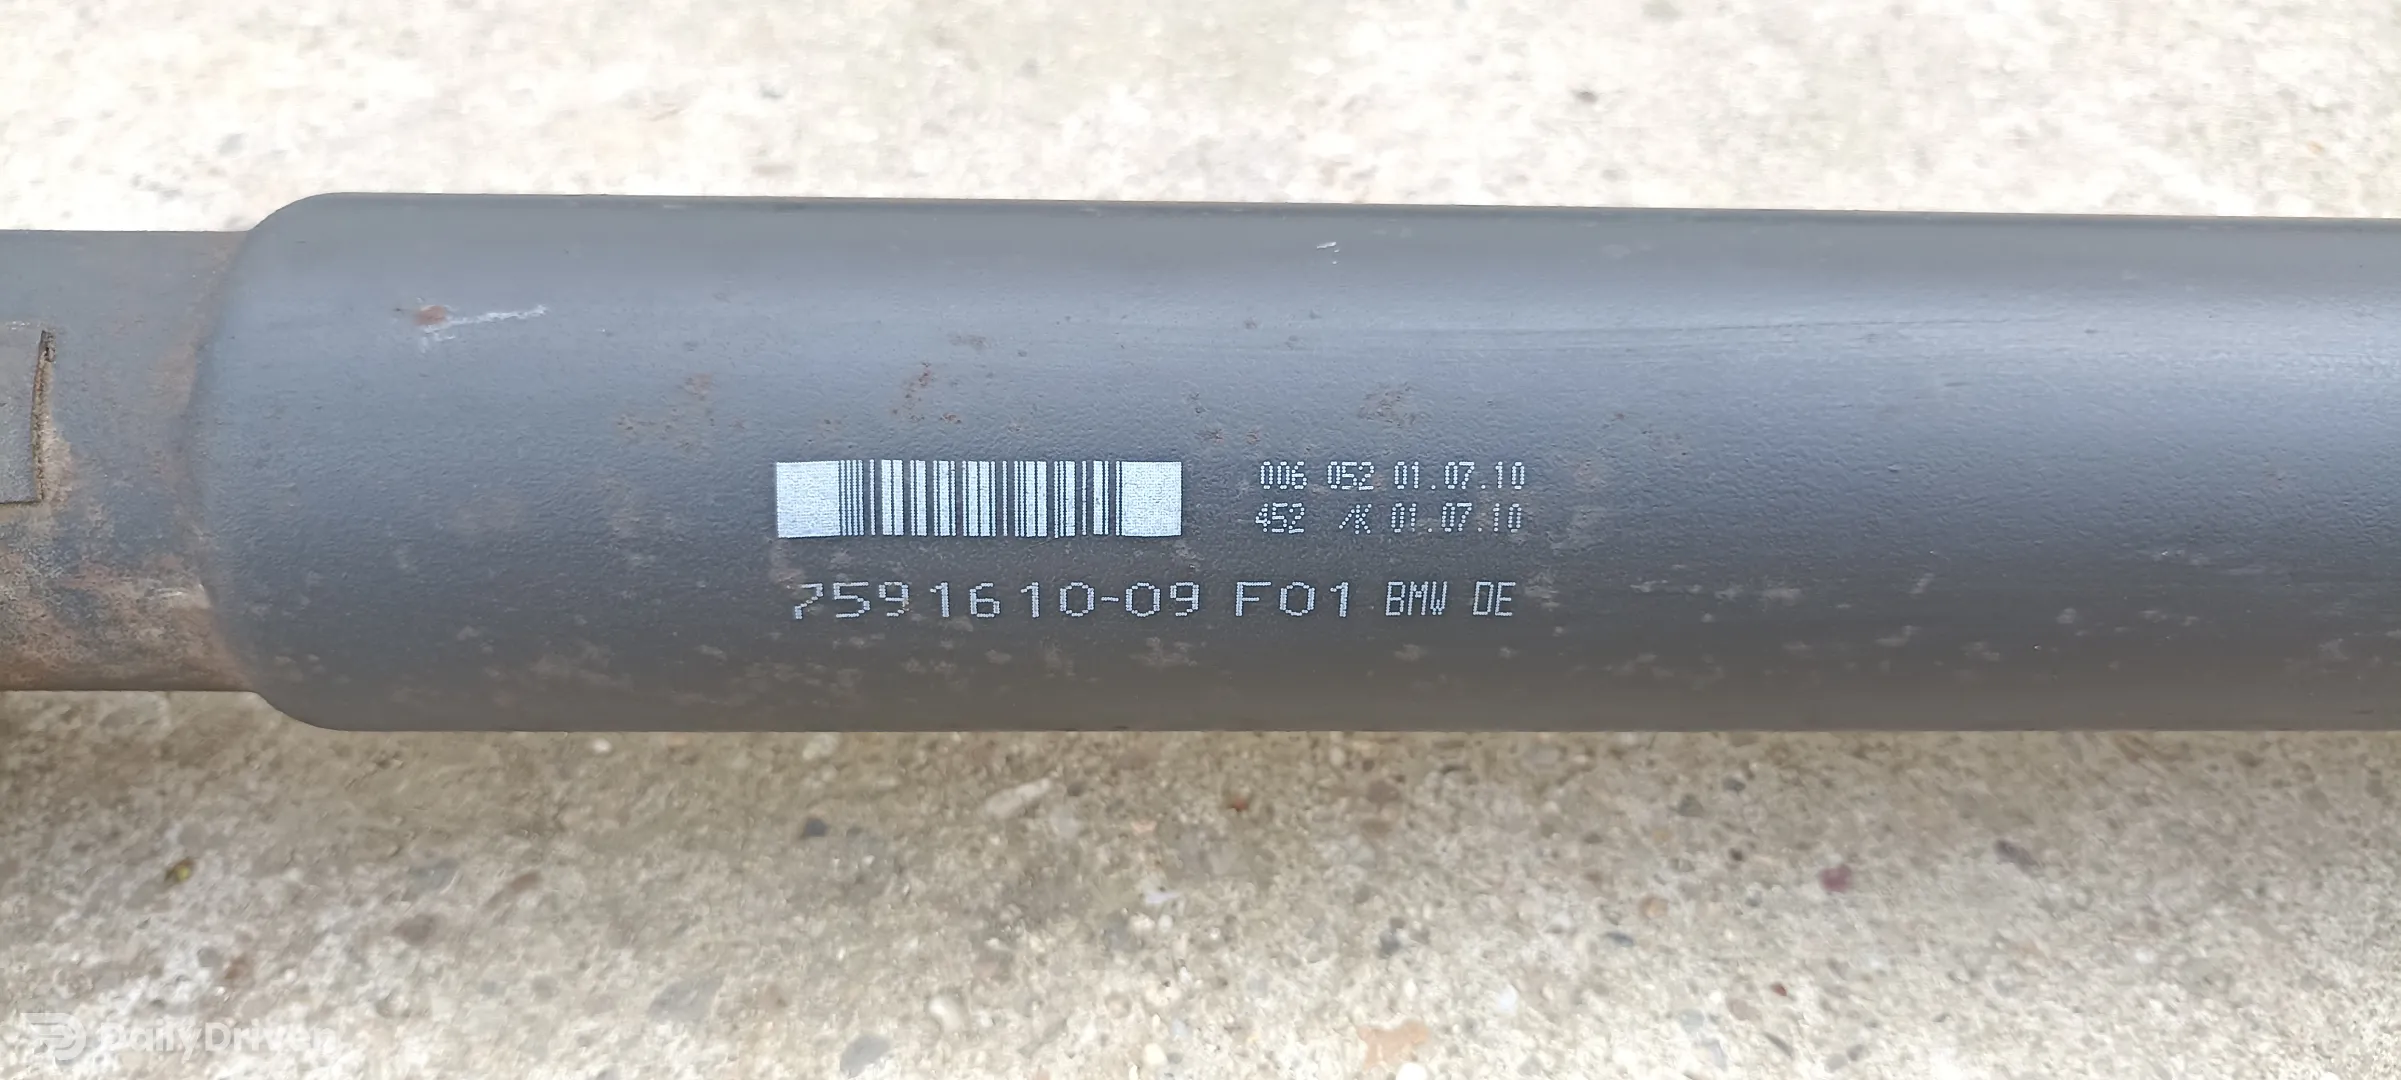 006 052 01.07.10
452 /K 01.07.10
7591610-09 F01 BMW DE
DailyDriven